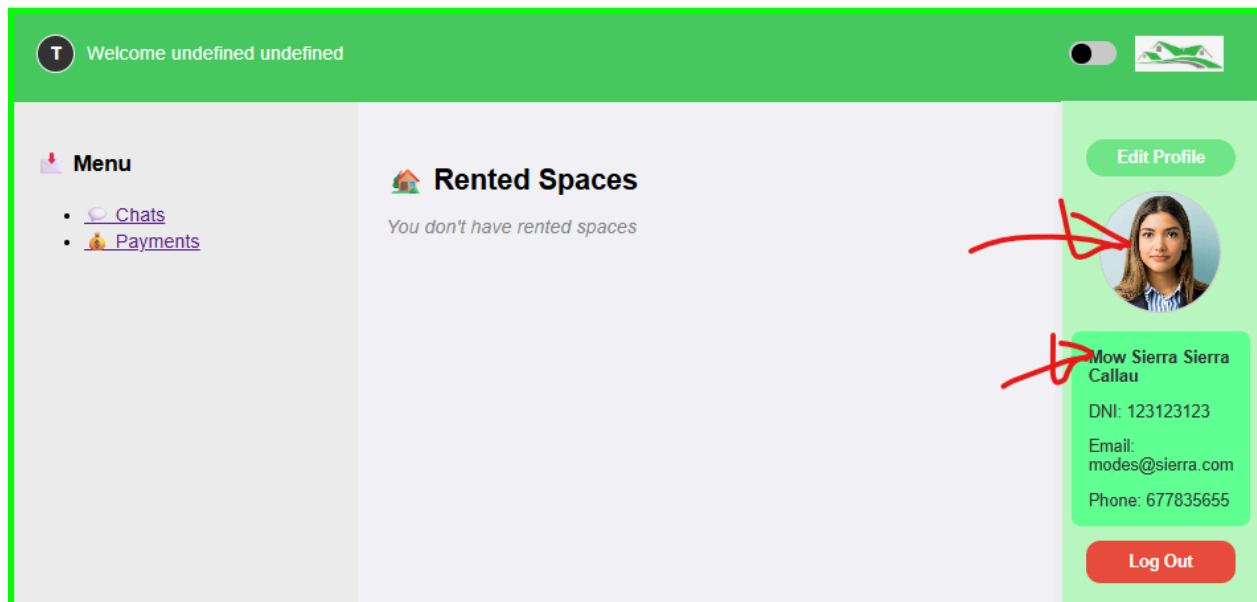 T Welcome undefined undefined
Menu
Chats
Payments
Rented Spaces
You don't have rented spaces
Edit Profile
Mow Sierra Sierra
Callau
DNI: 123123123
Email:
modes@sierra.com
Phone: 677835655
Log Out